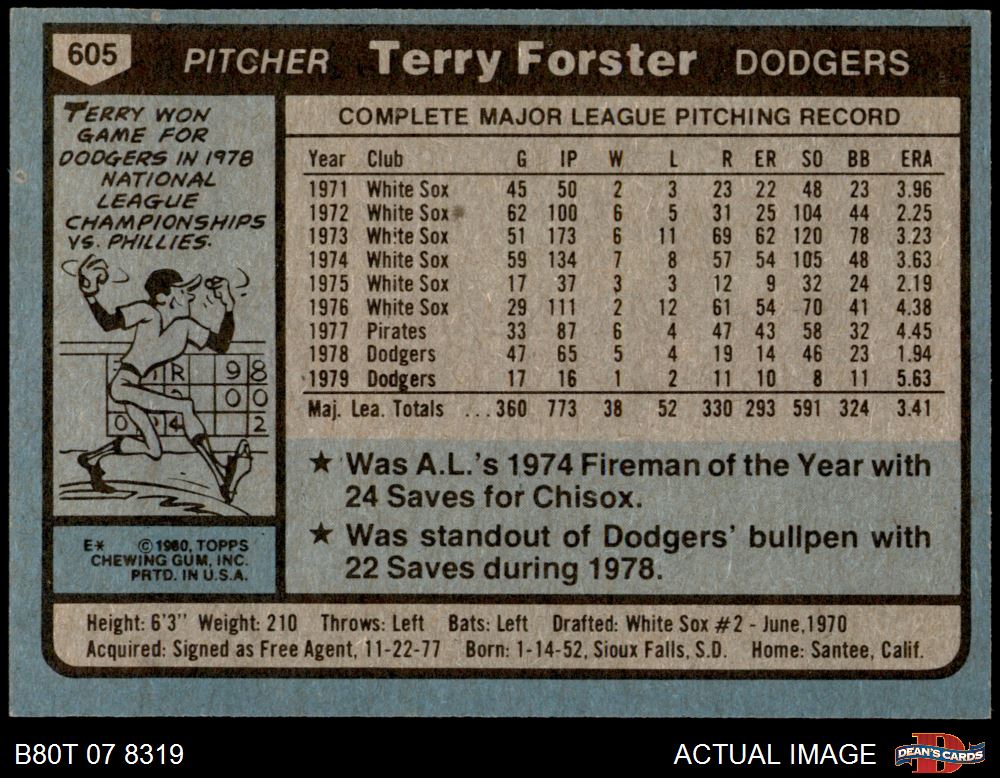 605 PITCHER Terry Forster DODGERS
TERRY WON
GAME FOR
DODGERS IN 1978
NATIONAL
LEAGUE
CHAMPIONSHIPS
VS. PHILLIES.
R 9 8
0 0
0 4 2
E* © 1980, TOPPS
CHEWING GUM, INC.
PRTD. IN U.S.A.
COMPLETE MAJOR LEAGUE PITCHING RECORD
Year Club G IP W L R ER SO BB ERA
1971 White Sox 45 50 2 3 23 22 48 23 3.96
1972 White Sox 62 100 6 5 31 25 104 44 2.25
1973 White Sox 51 173 6 11 69 62 120 78 3.23
1974 White Sox 59 134 7 8 57 54 105 48 3.63
1975 White Sox 17 37 3 3 12 9 32 24 2.19
1976 White Sox 29 111 2 12 61 54 70 41 4.38
1977 Pirates 33 87 6 4 47 43 58 32 4.45
1978 Dodgers 47 65 5 4 19 14 46 23 1.94
1979 Dodgers 17 16 1 2 11 10 8 11 5.63
Maj. Lea. Totals ... 360 773 38 52 330 293 591 324 3.41
★ Was A.L.'s 1974 Fireman of the Year with
24 Saves for Chisox.
★ Was standout of Dodgers' bullpen with
22 Saves during 1978.
Height: 6'3" Weight: 210 Throws: Left Bats: Left Drafted: White Sox #2 - June, 1970
Acquired: Signed as Free Agent, 11-22-77 Born: 1-14-52, Sioux Falls, S.D. Home: Santee, Calif.
B80T 07 8319 ACTUAL IMAGE DEAN'S CARDS